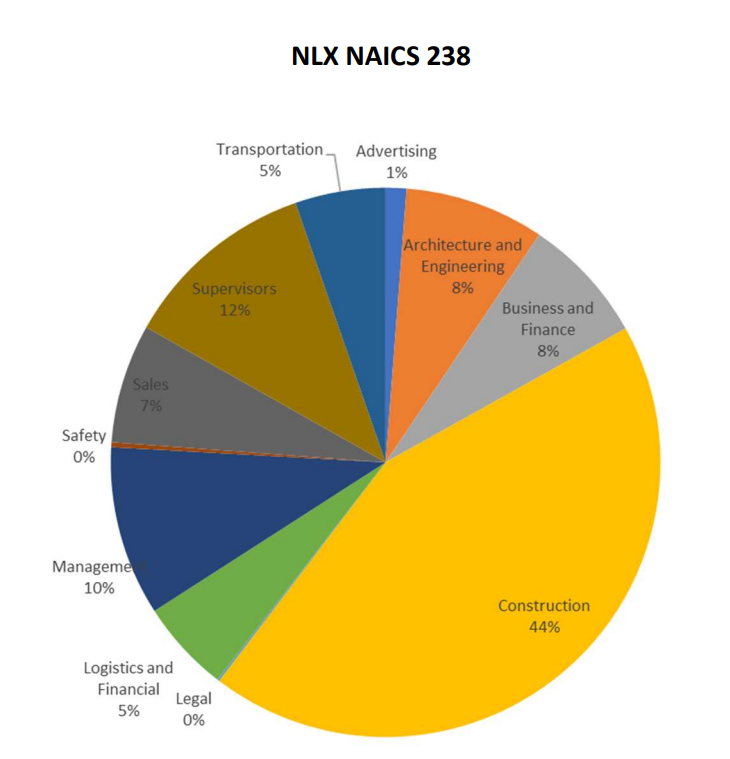 NLX NAICS 238
Transportation
5%
Advertising
1%
Architecture and
Engineering
8%
Business and
Finance
8%
Supervisors
12%
Sales
7%
Safety
0%
Management
10%
Construction
44%
Logistics and
Financial
5%
Legal
0%